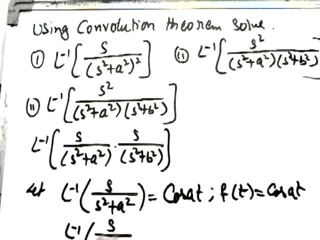 Using Convolution theorem Solve.
① L⁻¹[s/(s²+a²)²] ② L⁻¹[s²/(s²+a²)(s²+b²)
⑪ L⁻¹[s²/(s²+a²)(s²+b²)]
L⁻¹[s/(s²+a²) · s/(s²+b²)]
let L⁻¹(s/s²+a²) = Cosat ; f(t) = Cosat
L⁻¹(s